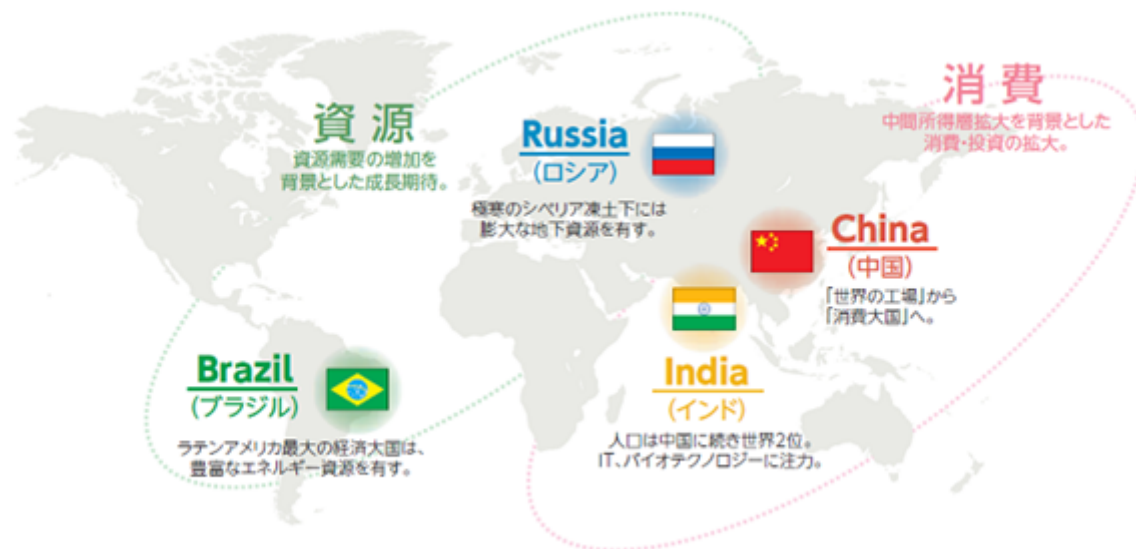 資源
資源需要の増加を
背景とした成長期待。
消費
中間所得層拡大を背景とした
消費・投資の拡大。
Russia
(ロシア)
極寒のシベリア凍土下には
膨大な地下資源を有す。
China
(中国)
「世界の工場」から
「消費大国」へ。
India
(インド)
人口は中国に続き世界2位。
IT、バイオテクノロジーに注力。
Brazil
(ブラジル)
ラテンアメリカ最大の経済大国は、
豊富なエネルギー資源を有す。